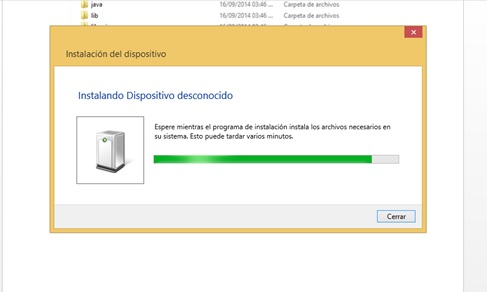 java 16/09/2014 03:46 ... Carpeta de archivos
lib 16/09/2014 03:46 ... Carpeta de archivos
Instalación del dispositivo
Instalando Dispositivo desconocido
Espere mientras el programa de instalación instala los archivos necesarios en
su sistema. Esto puede tardar varios minutos.
Cerrar